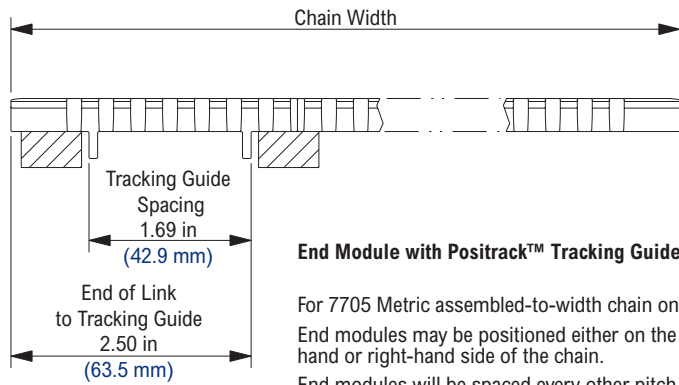 Chain Width
Tracking Guide
Spacing
1.69 in
(42.9 mm)
End of Link
to Tracking Guide
2.50 in
(63.5 mm)
End Module with Positrack™ Tracking Guide
For 7705 Metric assembled-to-width chain on
End modules may be positioned either on the
hand or right-hand side of the chain.
End modules will be spaced every other pitch